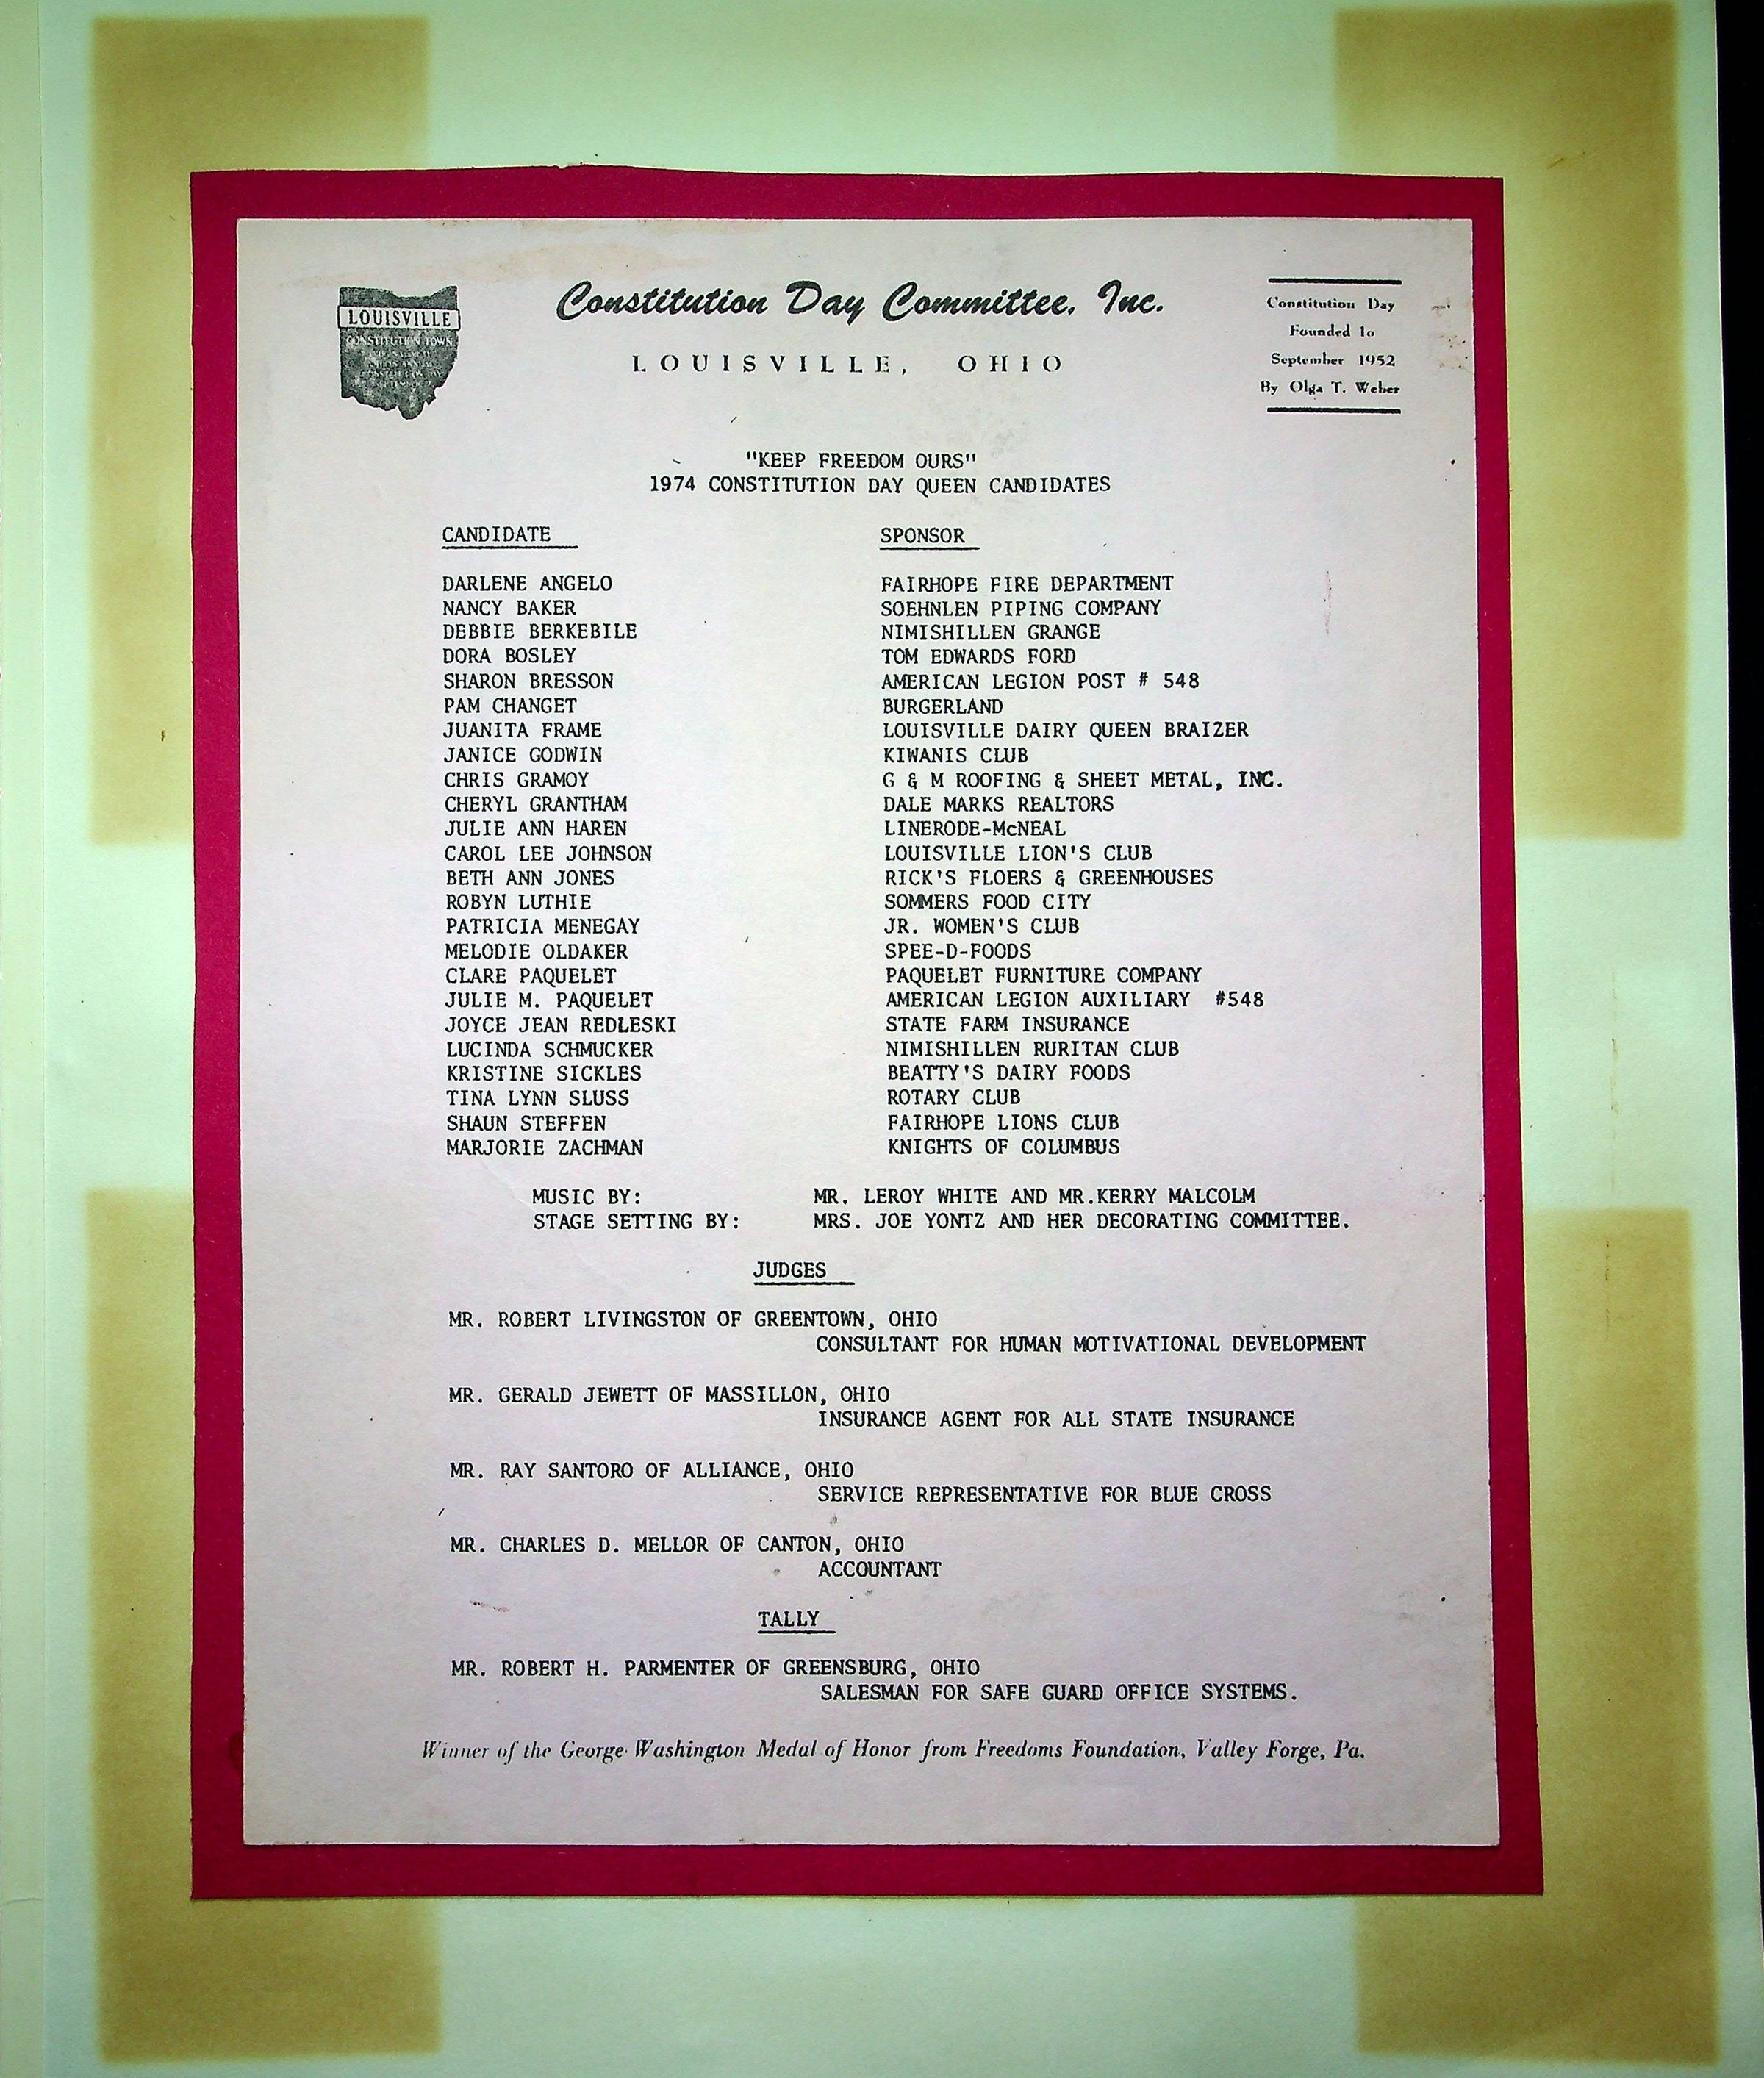 LOUISVILLE
CONSTITUTION TOWN
Constitution Day Committee, Inc.
LOUISVILLE, OHIO
Constitution Day
Founded In
September 1952
By Olga T. Weber
"KEEP FREEDOM OURS"
1974 CONSTITUTION DAY QUEEN CANDIDATES
CANDIDATE SPONSOR
DARLENE ANGELO FAIRHOPE FIRE DEPARTMENT
NANCY BAKER SOEHNLEN PIPING COMPANY
DEBBIE BERKEBILE NIMISHILLEN GRANGE
DORA BOSLEY TOM EDWARDS FORD
SHARON BRESSON AMERICAN LEGION POST # 548
PAM CHANGET BURGERLAND
JUANITA FRAME LOUISVILLE DAIRY QUEEN BRAIZER
JANICE GODWIN KIWANIS CLUB
CHRIS GRAMOY G & M ROOFING & SHEET METAL, INC.
CHERYL GRANTHAM DALE MARKS REALTORS
JULIE ANN HAREN LINERODE-McNEAL
CAROL LEE JOHNSON LOUISVILLE LION'S CLUB
BETH ANN JONES RICK'S FLOERS & GREENHOUSES
ROBYN LUTHIE SOMMERS FOOD CITY
PATRICIA MENEGAY JR. WOMEN'S CLUB
MELODIE OLDAKER SPEE-D-FOODS
CLARE PAQUELET PAQUELET FURNITURE COMPANY
JULIE M. PAQUELET AMERICAN LEGION AUXILIARY #548
JOYCE JEAN REDLESKI STATE FARM INSURANCE
LUCINDA SCHMUCKER NIMISHILLEN RURITAN CLUB
KRISTINE SICKLES BEATTY'S DAIRY FOODS
TINA LYNN SLUSS ROTARY CLUB
SHAUN STEFFEN FAIRHOPE LIONS CLUB
MARJORIE ZACHMAN KNIGHTS OF COLUMBUS
MUSIC BY: MR. LEROY WHITE AND MR.KERRY MALCOLM
STAGE SETTING BY: MRS. JOE YONTZ AND HER DECORATING COMMITTEE.
JUDGES
MR. ROBERT LIVINGSTON OF GREENTOWN, OHIO
CONSULTANT FOR HUMAN MOTIVATIONAL DEVELOPMENT
MR. GERALD JEWETT OF MASSILLON, OHIO
INSURANCE AGENT FOR ALL STATE INSURANCE
MR. RAY SANTORO OF ALLIANCE, OHIO
SERVICE REPRESENTATIVE FOR BLUE CROSS
MR. CHARLES D. MELLOR OF CANTON, OHIO
ACCOUNTANT
TALLY
MR. ROBERT H. PARMENTER OF GREENSBURG, OHIO
SALESMAN FOR SAFE GUARD OFFICE SYSTEMS.
Winner of the George Washington Medal of Honor from Freedoms Foundation, Valley Forge, Pa.